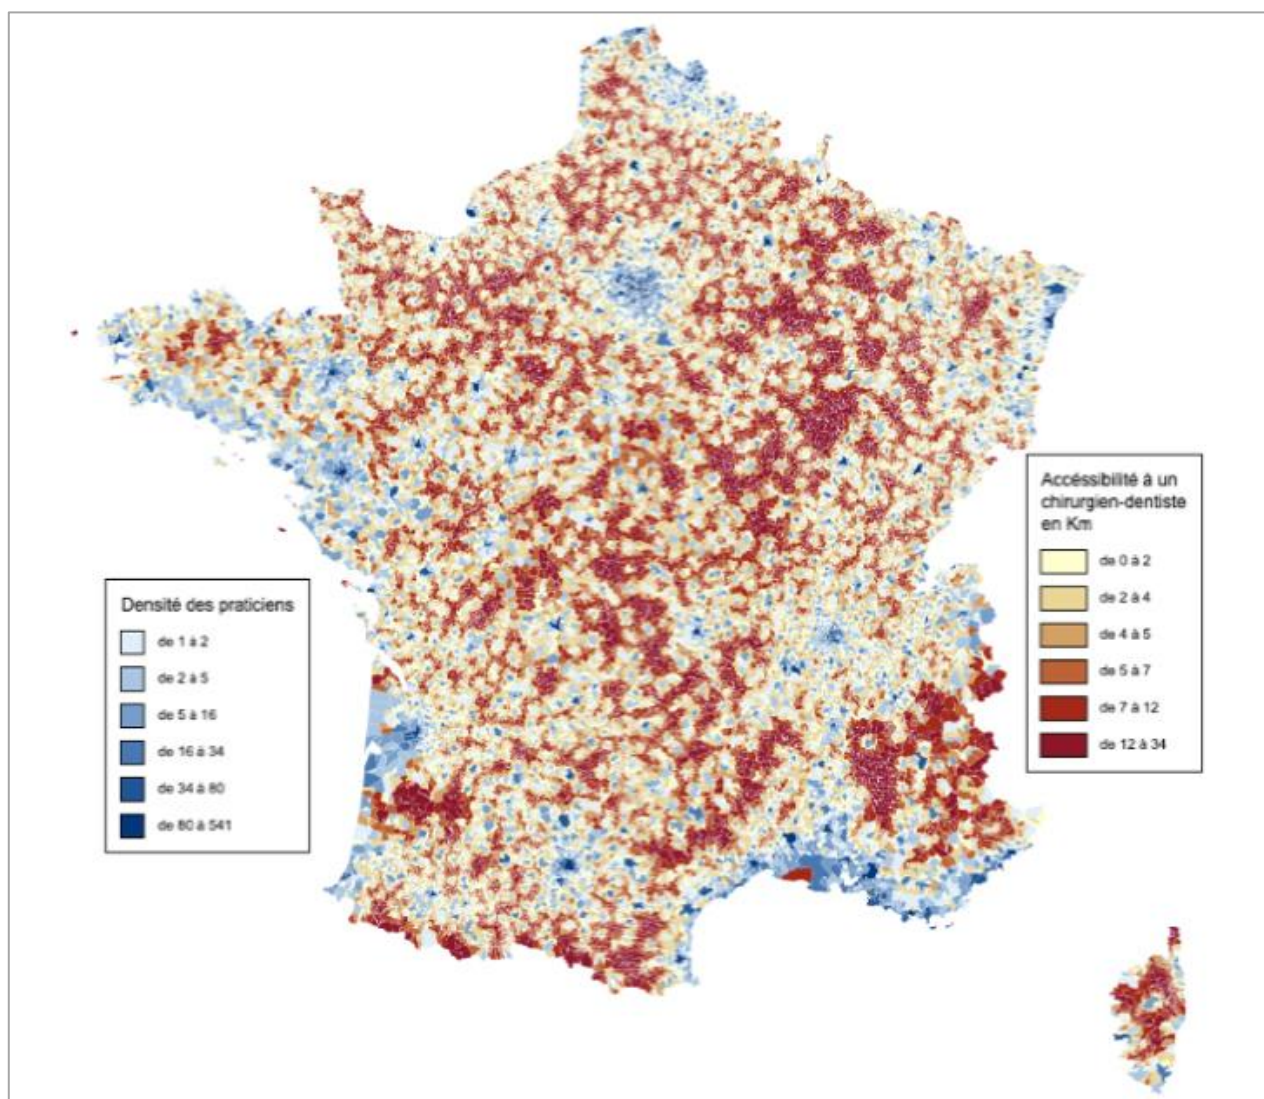 Accéssibilité à un
chirurgien-dentiste
en Km
de 0 à 2
de 2 à 4
de 4 à 5
de 5 à 7
de 7 à 12
de 12 à 34
Densité des praticiens
de 1 à 2
de 2 à 5
de 5 à 16
de 16 à 34
de 34 à 80
de 80 à 541